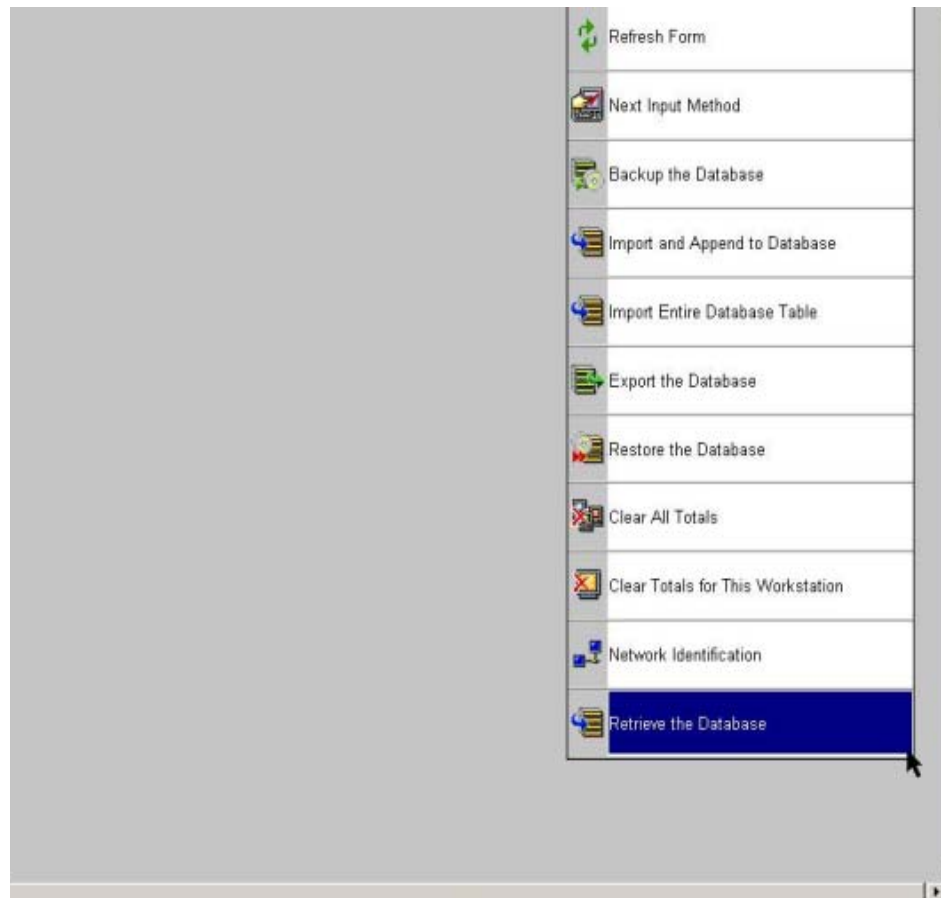 Refresh Form
Next Input Method
Backup the Database
Import and Append to Database
Import Entire Database Table
Export the Database
Restore the Database
Clear All Totals
Clear Totals for This Workstation
Network Identification
Retrieve the Database